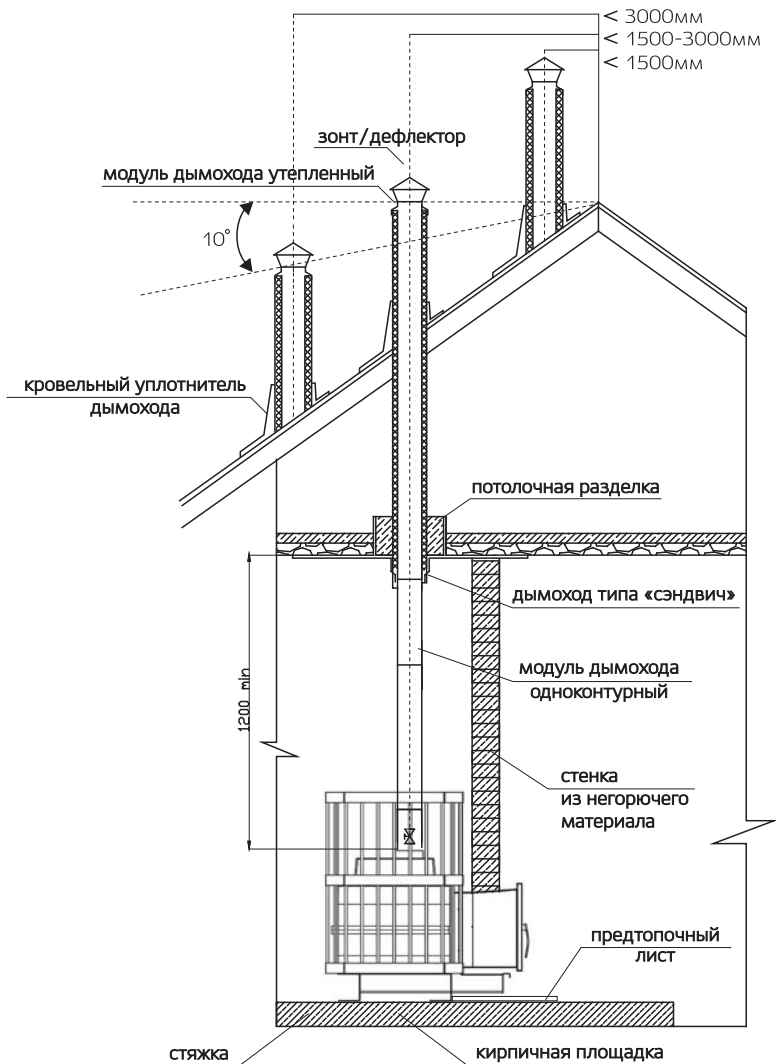 < 3000мм
< 1500-3000мм
< 1500мм
зонт/дефлектор
модуль дымохода утепленный
10°
кровельный уплотнитель
дымохода
потолочная разделка
дымоход типа «сэндвич»
модуль дымохода
одноконтурный
1200 min
стенка
из негорючего
материала
предтопочный
лист
стяжка
кирпичная площадка